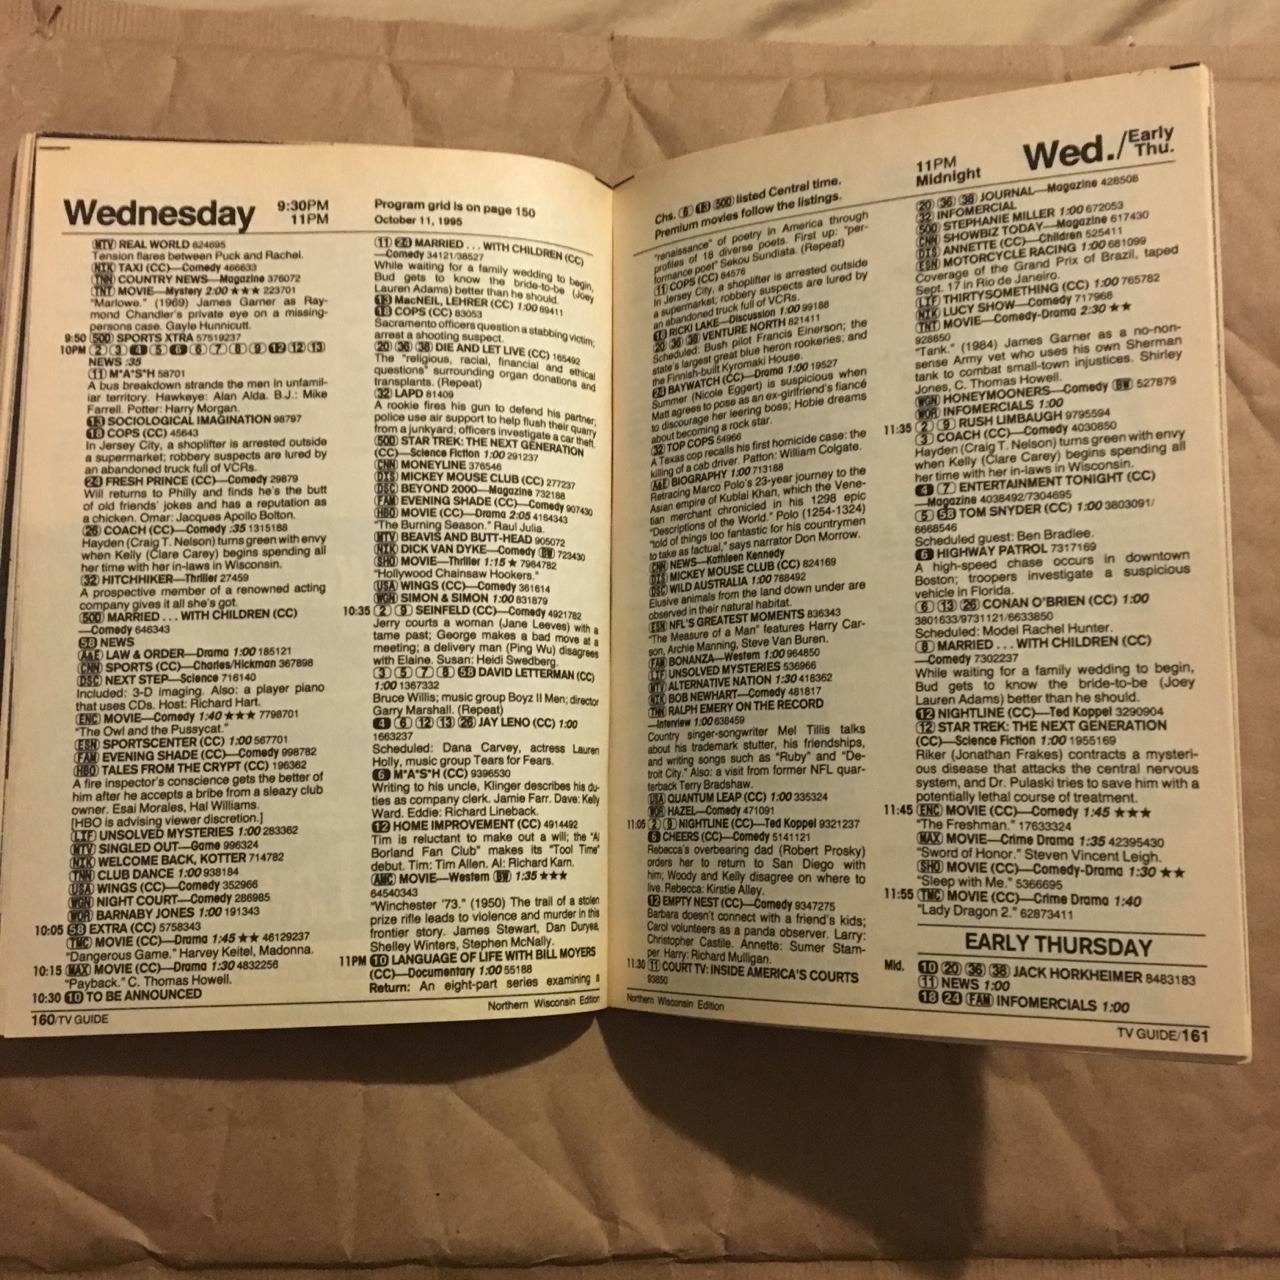 Wednesday 9:30PM
11PM
Program grid is on page 150
October 11, 1995
MTV REAL WORLD 624695
Tension flares between Puck and Rachel.
NIK TAXI (CC)—Comedy 466633
TNN COUNTRY NEWS—Magazine 376072
TNT MOVIE—Mystery 2:00 ★★★ 223701
"Marlowe." (1969) James Garner as Ray-
mond Chandler's private eye on a missing-
persons case. Gayle Hunnicutt.
9:50 500 SPORTS XTRA 57519237
10PM 2 3 4 5 6 6 7 7 8 9 12 12 13
NEWS :35
11 M*A*S*H 58701
A bus breakdown strands the men in unfamil-
iar territory. Hawkeye: Alan Alda. B.J.: Mike
Farrell. Potter: Harry Morgan.
13 SOCIOLOGICAL IMAGINATION 98797
18 COPS (CC) 45643
In Jersey City, a shoplifter is arrested outside
a supermarket; robbery suspects are lured by
an abandoned truck full of VCRs.
24 FRESH PRINCE (CC)—Comedy 29879
Will returns to Philly and finds he's the butt
of old friends' jokes and has a reputation as
a chicken. Omar: Jacques Apollo Bolton.
26 COACH (CC)—Comedy :35 1315188
Hayden (Craig T. Nelson) turns green with envy
when Kelly (Clare Carey) begins spending all
her time with her in-laws in Wisconsin.
32 HITCHHIKER—Thriller 27459
A prospective member of a renowned acting
company gives it all she's got.
500 MARRIED . . . WITH CHILDREN (CC)
—Comedy 646343
58 NEWS
A&E LAW & ORDER—Drama 1:00 185121
CNN SPORTS (CC)—Charles/Hickman 367898
DSC NEXT STEP—Science 716140
Included: 3-D imaging. Also: a player piano
that uses CDs. Host: Richard Hart.
ENC MOVIE—Comedy 1:40 ★★★ 7798701
"The Owl and the Pussycat."
ESN SPORTSCENTER (CC) 1:00 567701
FAM EVENING SHADE (CC)—Comedy 998782
HBO TALES FROM THE CRYPT (CC) 196362
A fire inspector's conscience gets the better of
him after he accepts a bribe from a sleazy club
owner. Esai Morales, Hal Williams.
[HBO is advising viewer discretion.]
LIF UNSOLVED MYSTERIES 1:00 283362
MTV SINGLED OUT—Game 996324
NIK WELCOME BACK, KOTTER 714782
TNN CLUB DANCE 1:00 938184
USA WINGS (CC)—Comedy 352966
WGN NIGHT COURT—Comedy 286985
WOR BARNABY JONES 1:00 191343
10:05 58 EXTRA (CC) 5758343
TMC MOVIE (CC)—Drama 1:45 ★★ 46129237
"Dangerous Game." Harvey Keitel, Madonna.
10:15 MAX MOVIE (CC)—Drama 1:30 4832256
"Payback." C. Thomas Howell.
10:30 10 TO BE ANNOUNCED
160/TV GUIDE
11 24 MARRIED . . . WITH CHILDREN (CC)
—Comedy 34121/38527
While waiting for a family wedding to begin,
Bud gets to know the bride-to-be (Joey
Lauren Adams) better than he should.
13 MacNEIL, LEHRER (CC) 1:00 69411
18 COPS (CC) 83053
Sacramento officers question a stabbing victim;
arrest a shooting suspect.
20 36 38 DIE AND LET LIVE (CC) 165492
The "religious, racial, financial and ethical
questions" surrounding organ donations and
transplants. (Repeat)
32 LAPD 81409
A rookie fires his gun to defend his partner;
police use air support to help flush their quarry
from a junkyard; officers investigate a car theft.
500 STAR TREK: THE NEXT GENERATION
(CC)—Science Fiction 1:00 291237
CNN MONEYLINE 376546
DIS MICKEY MOUSE CLUB (CC) 277237
DSC BEYOND 2000—Magazine 732188
FAM EVENING SHADE (CC)—Comedy 907430
HBO MOVIE (CC)—Drama 2:05 4164343
"The Burning Season." Raul Julia.
MTV BEAVIS AND BUTT-HEAD 905072
NIK DICK VAN DYKE—Comedy BW 723430
SHO MOVIE—Thriller 1:15 ★ 7984782
"Hollywood Chainsaw Hookers."
USA WINGS (CC)—Comedy 361614
WGN SIMON & SIMON 1:00 831879
10:35 2 9 SEINFELD (CC)—Comedy 4921782
Jerry courts a woman (Jane Leeves) with a
tame past; George makes a bad move at a
meeting; a delivery man (Ping Wu) disagrees
with Elaine. Susan: Heidi Swedberg.
3 5 7 8 58 DAVID LETTERMAN (CC)
1:00 1367332
Bruce Willis; music group Boyz II Men; director
Garry Marshall. (Repeat)
4 6 12 13 26 JAY LENO (CC) 1:00
1663237
Scheduled: Dana Carvey, actress Lauren
Holly, music group Tears for Fears.
6 M*A*S*H (CC) 9396530
Writing to his uncle, Klinger describes his du-
ties as company clerk. Jamie Farr. Dave: Kelly
Ward. Eddie: Richard Lineback.
12 HOME IMPROVEMENT (CC) 4914492
Tim is reluctant to make out a will; the "Al
Borland Fan Club" makes its "Tool Time"
debut. Tim: Tim Allen. Al: Richard Karn.
AMC MOVIE—Western BW 1:35 ★★★
64540343
"Winchester '73." (1950) The trail of a stolen
prize rifle leads to violence and murder in this
frontier story. James Stewart, Dan Duryea,
Shelley Winters, Stephen McNally.
11PM 10 LANGUAGE OF LIFE WITH BILL MOYERS
(CC)—Documentary 1:00 55188
Return: An eight-part series examining a
Northern Wisconsin Edition
Chs. 6 13 500 listed Central time.
Premium movies follow the listings.
11PM
Midnight
Wed./Early
Thu.
"renaissance" of poetry in America through
profiles of 18 diverse poets. First up: "per-
formance poet" Sekou Sundiata. (Repeat)
11 COPS (CC) 84576
In Jersey City, a shoplifter is arrested outside
a supermarket; robbery suspects are lured by
an abandoned truck full of VCRs.
18 RICKI LAKE—Discussion 1:00 99188
20 36 38 VENTURE NORTH 821411
Scheduled: Bush pilot Francis Einerson; the
state's largest great blue heron rookeries; and
the Finnish-built Kyromaki House.
24 BAYWATCH (CC)—Drama 1:00 19527
Summer (Nicole Eggert) is suspicious when
Matt agrees to pose as an ex-girlfriend's fiancé
to discourage her leering boss; Hobie dreams
about becoming a rock star.
32 TOP COPS 54966
A Texas cop recalls his first homicide case: the
killing of a cab driver. Patton: William Colgate.
A&E BIOGRAPHY 1:00 713188
Retracing Marco Polo's 23-year journey to the
Asian empire of Kublai Khan, which the Vene-
tian merchant chronicled in his 1298 epic
"Descriptions of the World." Polo (1254-1324)
"told of things too fantastic for his countrymen
to take as factual," says narrator Don Morrow.
CNN NEWS—Kathleen Kennedy
DIS MICKEY MOUSE CLUB (CC) 824169
DSC WILD AUSTRALIA 1:00 788492
Elusive animals from the land down under are
observed in their natural habitat.
ESN NFL'S GREATEST MOMENTS 836343
"The Measure of a Man" features Harry Car-
son, Archie Manning, Steve Van Buren.
FAM BONANZA—Western 1:00 964850
LIF UNSOLVED MYSTERIES 536966
MTV ALTERNATIVE NATION 1:30 418362
NIK BOB NEWHART—Comedy 481817
TNN RALPH EMERY ON THE RECORD
—Interview 1:00 638459
Country singer-songwriter Mel Tillis talks
about his trademark stutter, his friendships,
and writing songs such as "Ruby" and "De-
troit City." Also: a visit from former NFL quar-
terback Terry Bradshaw.
USA QUANTUM LEAP (CC) 1:00 335324
WOR HAZEL—Comedy 471091
11:05 2 9 NIGHTLINE (CC)—Ted Koppel 9321237
6 CHEERS (CC)—Comedy 5141121
Rebecca's overbearing dad (Robert Prosky)
orders her to return to San Diego with
him; Woody and Kelly disagree on where to
live. Rebecca: Kirstie Alley.
12 EMPTY NEST (CC)—Comedy 9347275
Barbara doesn't connect with a friend's kids;
Carol volunteers as a panda observer. Larry:
Christopher Castile. Annette: Sumer Stam-
per. Harry: Richard Mulligan.
11:30 11 COURT TV: INSIDE AMERICA'S COURTS
93850
Northern Wisconsin Edition
20 36 38 JOURNAL—Magazine 428508
32 INFOMERCIAL
500 STEPHANIE MILLER 1:00 672053
CNN SHOWBIZ TODAY—Magazine 617430
DIS ANNETTE (CC)—Children 525411
ESN MOTORCYCLE RACING 1:00 681099
Coverage of the Grand Prix of Brazil, taped
Sept. 17 in Rio de Janeiro.
LIF THIRTYSOMETHING (CC) 1:00 765782
NIK LUCY SHOW—Comedy 717968
TNT MOVIE—Comedy-Drama 2:30 ★★
928650
"Tank." (1984) James Garner as a no-non-
sense Army vet who uses his own Sherman
tank to combat small-town injustices. Shirley
Jones, C. Thomas Howell.
WGN HONEYMOONERS—Comedy BW 527879
WOR INFOMERCIALS 1:00
11:35 2 9 RUSH LIMBAUGH 9795594
3 COACH (CC)—Comedy 4030850
Hayden (Craig T. Nelson) turns green with envy
when Kelly (Clare Carey) begins spending all
her time with her in-laws in Wisconsin.
4 7 ENTERTAINMENT TONIGHT (CC)
—Magazine 4038492/7304695
5 58 TOM SNYDER (CC) 1:00 3803091/
6668546
Scheduled guest: Ben Bradlee.
6 HIGHWAY PATROL 7317169
A high-speed chase occurs in downtown
Boston; troopers investigate a suspicious
vehicle in Florida.
6 13 26 CONAN O'BRIEN (CC) 1:00
3801633/9731121/6633850
Scheduled: Model Rachel Hunter.
8 MARRIED . . . WITH CHILDREN (CC)
—Comedy 7302237
While waiting for a family wedding to begin,
Bud gets to know the bride-to-be (Joey
Lauren Adams) better than he should.
12 NIGHTLINE (CC)—Ted Koppel 3290904
12 STAR TREK: THE NEXT GENERATION
(CC)—Science Fiction 1:00 1955169
Riker (Jonathan Frakes) contracts a mysteri-
ous disease that attacks the central nervous
system, and Dr. Pulaski tries to save him with a
potentially lethal course of treatment.
11:45 ENC MOVIE (CC)—Comedy 1:45 ★★★
"The Freshman." 17633324
MAX MOVIE—Crime Drama 1:35 42395430
"Sword of Honor." Steven Vincent Leigh.
SHO MOVIE (CC)—Comedy-Drama 1:30 ★★
"Sleep with Me." 5366695
11:55 TMC MOVIE (CC)—Crime Drama 1:40
"Lady Dragon 2." 62873411
EARLY THURSDAY
Mid. 10 20 36 38 JACK HORKHEIMER 8483183
11 NEWS 1:00
18 24 FAM INFOMERCIALS 1:00
TV GUIDE/161